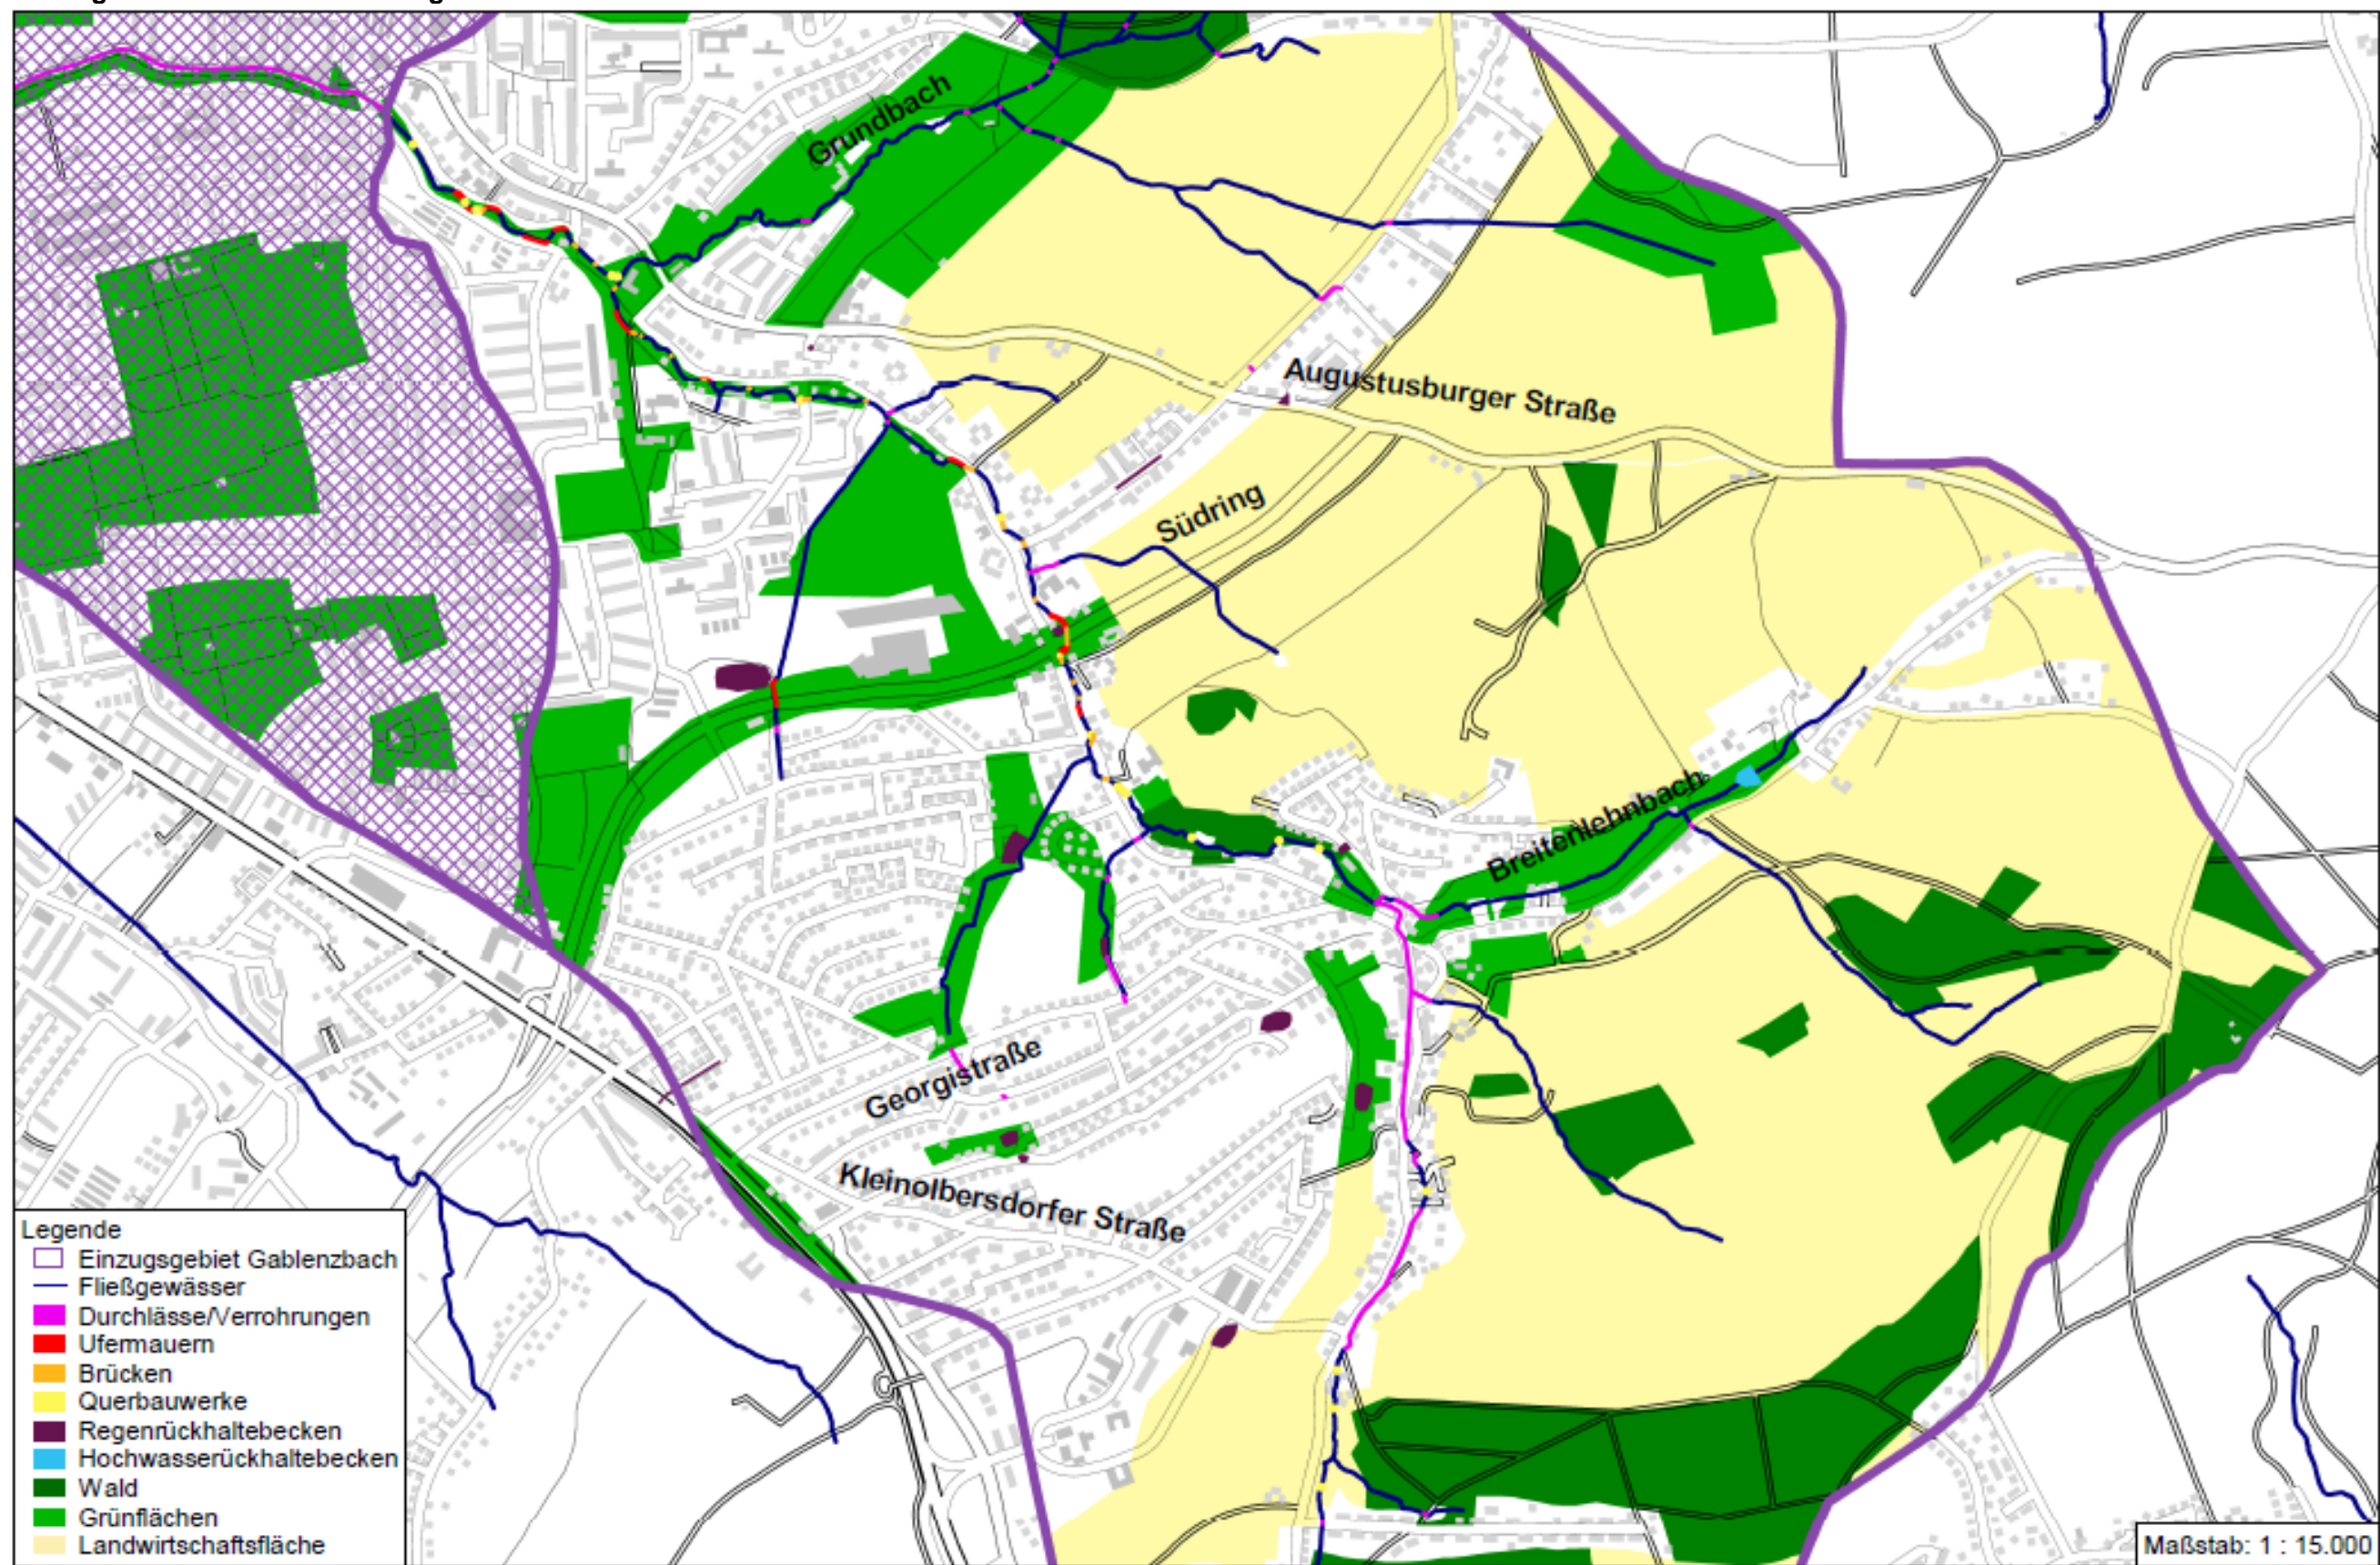 Grundbach
Augustusburger Straße
Südring
Breitenlehnbach
Georgistraße
Kleinolbersdorfer Straße
Legende
Einzugsgebiet Gablenzbach
Fließgewässer
Durchlässe/Verrohrungen
Ufermauern
Brücken
Querbauwerke
Regenrückhaltebecken
Hochwasserückhaltebecken
Wald
Grünflächen
Landwirtschaftsfläche
Maßstab: 1 : 15.000